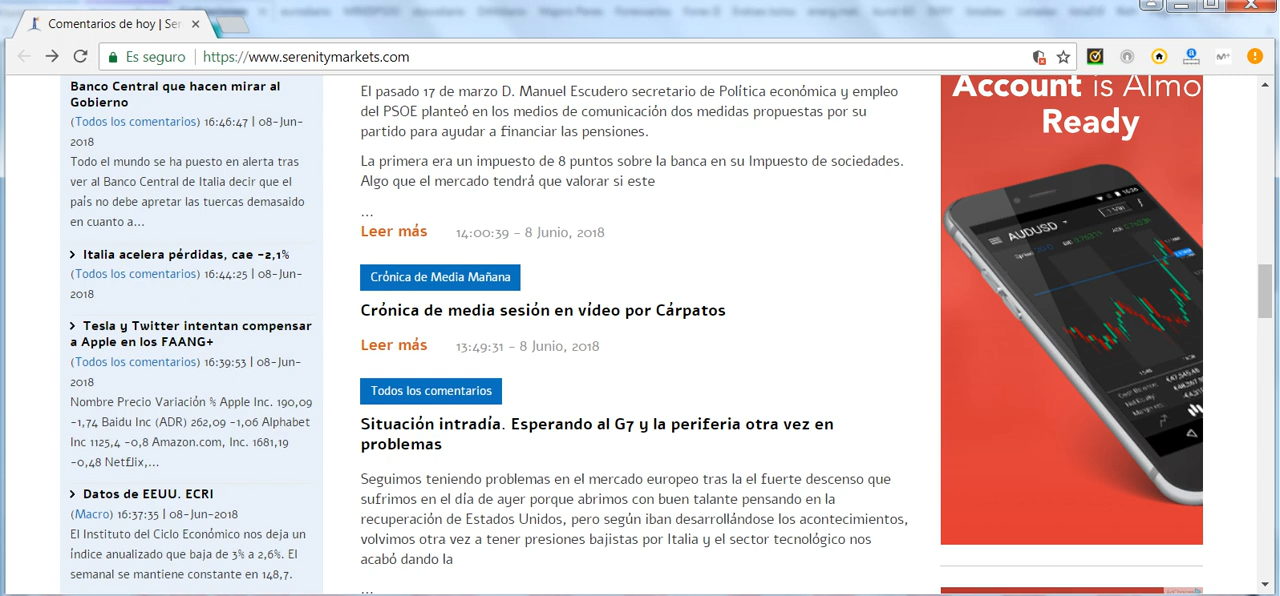 Comentarios de hoy | Ser
Es seguro
https://www.serenitymarkets.com
Banco Central que hacen mirar al
Gobierno
(Todos los comentarios) 16:46:47 | 08-Jun-
2018
Todo el mundo se ha puesto en alerta tras
ver al Banco Central de Italia decir que el
país no debe apretar las tuercas demasaido
en cuanto a...
Italia acelera pérdidas, cae -2,1%
(Todos los comentarios) 16:44:25 | 08-Jun-
2018
Tesla y Twitter intentan compensar
a Apple en los FAANG+
(Todos los comentarios) 16:39:53 | 08-Jun-
2018
Nombre Precio Variación % Apple Inc. 190,09
-1,74 Baidu Inc (ADR) 262,09 -1,06 Alphabet
Inc 1125,4 -0,8 Amazon.com, Inc. 1681,19
-0,48 Netflix,...
Datos de EEUU. ECRI
(Macro) 16:37:35 | 08-Jun-2018
El Instituto del Ciclo Económico nos deja un
índice anualizado que baja de 3% a 2,6%. El
semanal se mantiene constante en 148,7.
El pasado 17 de marzo D. Manuel Escudero secretario de Política económica y empleo
del PSOE planteó en los medios de comunicación dos medidas propuestas por su
partido para ayudar a financiar las pensiones.
La primera era un impuesto de 8 puntos sobre la banca en su Impuesto de sociedades.
Algo que el mercado tendrá que valorar si este
...
Leer más 14:00:39 - 8 Junio, 2018
Crónica de Media Mañana
Crónica de media sesión en vídeo por Cárpatos
Leer más 13:49:31 - 8 Junio, 2018
Todos los comentarios
Situación intradía. Esperando al G7 y la periferia otra vez en
problemas
Seguimos teniendo problemas en el mercado europeo tras la el fuerte descenso que
sufrimos en el día de ayer porque abrimos con buen talante pensando en la
recuperación de Estados Unidos, pero según iban desarrollándose los acontecimientos,
volvimos otra vez a tener presiones bajistas por Italia y el sector tecnológico nos
acabó dando la
...
Account is Almo
Ready
AUDUSD